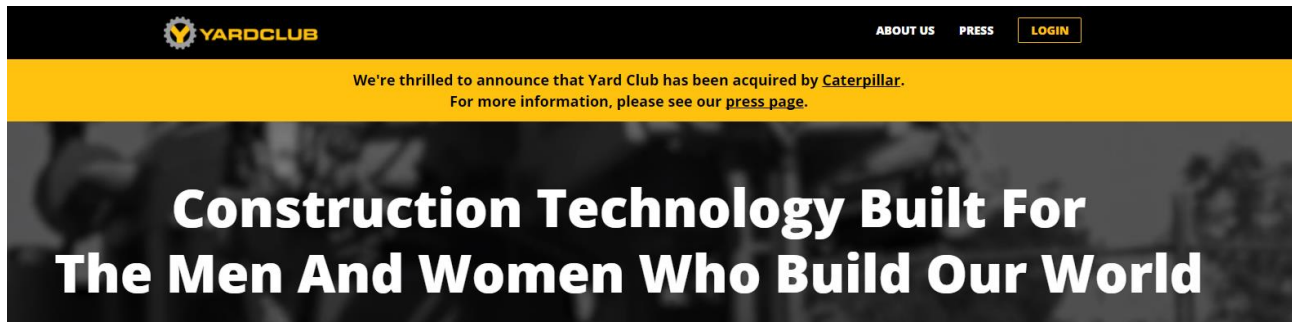 YARDCLUB
ABOUT US PRESS LOGIN
We're thrilled to announce that Yard Club has been acquired by Caterpillar.
For more information, please see our press page.
Construction Technology Built For
The Men And Women Who Build Our World